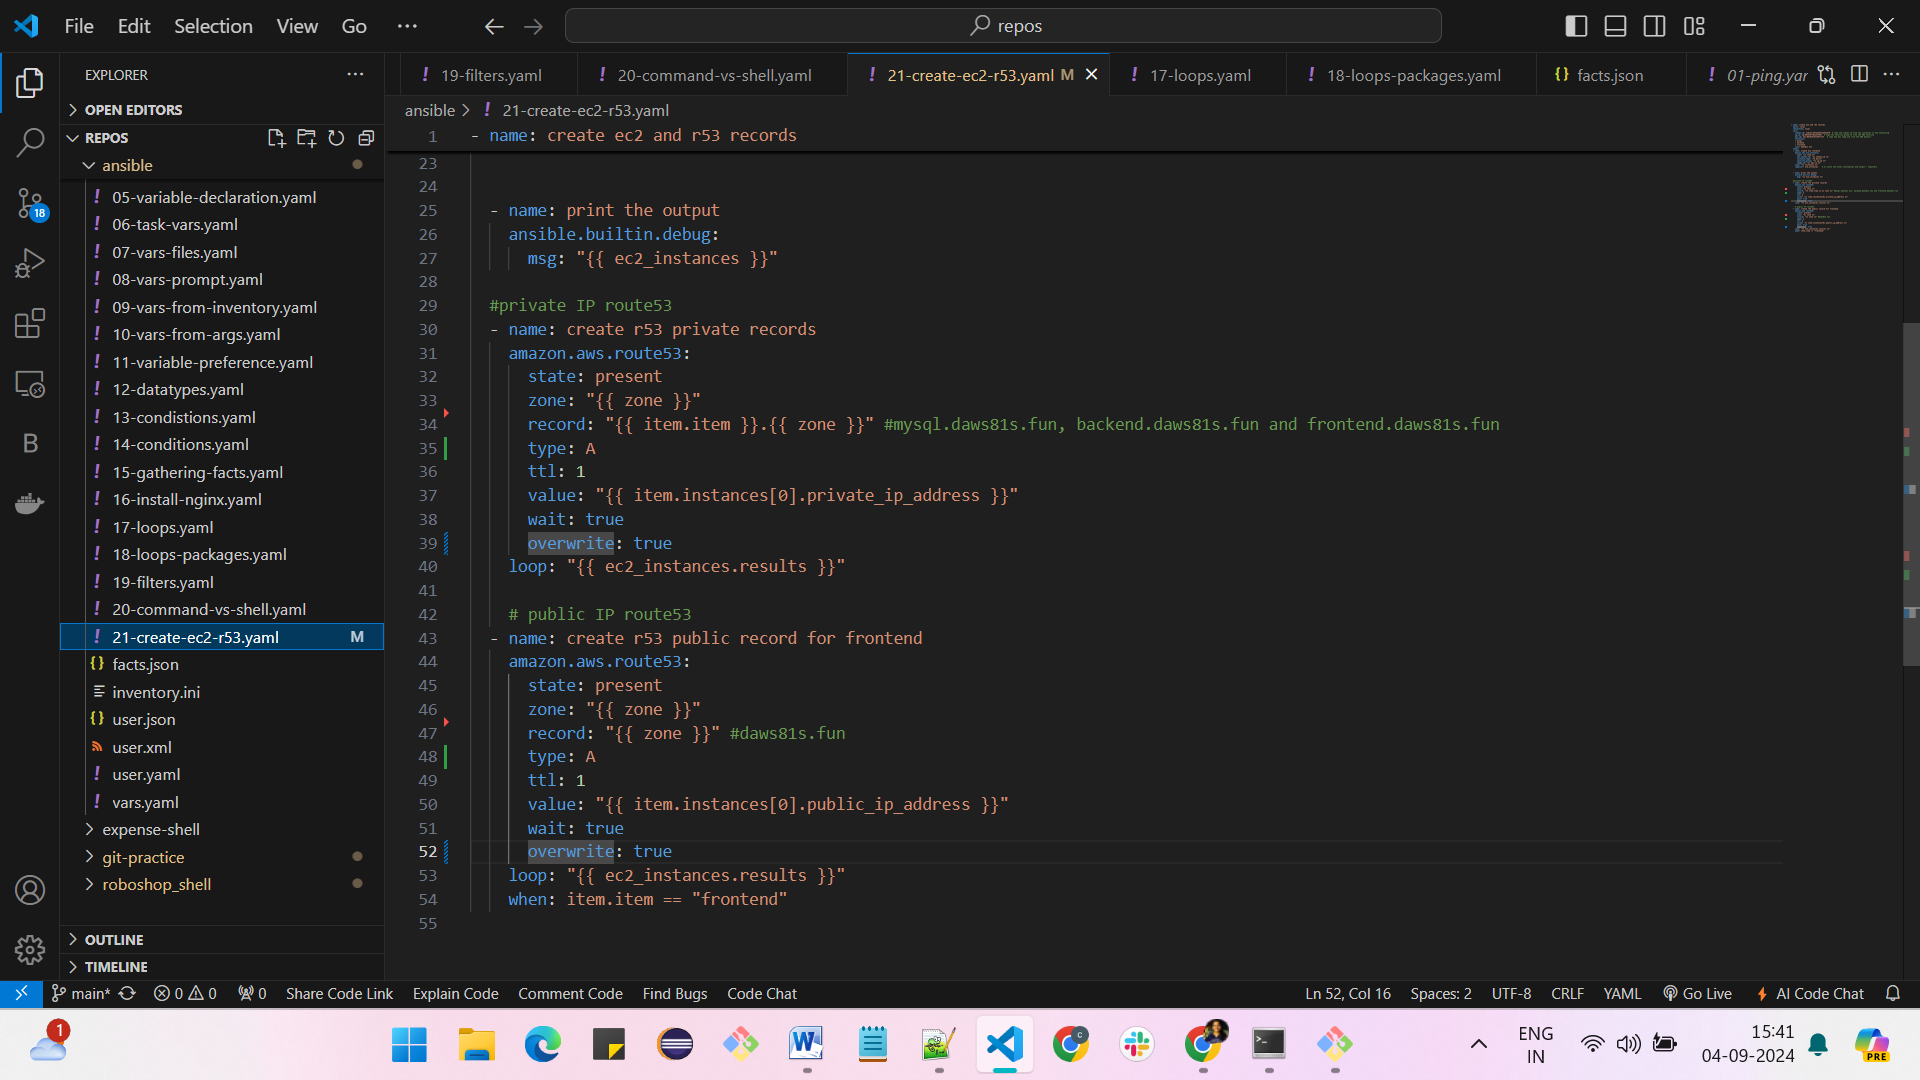 File Edit Selection View Go ··· repos
EXPLORER ···
OPEN EDITORS
REPOS
ansible
05-variable-declaration.yaml
06-task-vars.yaml
07-vars-files.yaml
08-vars-prompt.yaml
09-vars-from-inventory.yaml
10-vars-from-args.yaml
11-variable-preference.yaml
12-datatypes.yaml
13-condistions.yaml
14-conditions.yaml
15-gathering-facts.yaml
16-install-nginx.yaml
17-loops.yaml
18-loops-packages.yaml
19-filters.yaml
20-command-vs-shell.yaml
21-create-ec2-r53.yaml M
facts.json
inventory.ini
user.json
user.xml
user.yaml
vars.yaml
expense-shell
git-practice
roboshop_shell
OUTLINE
TIMELINE
18
B
! 19-filters.yaml ! 20-command-vs-shell.yaml ! 21-create-ec2-r53.yaml M ! 17-loops.yaml ! 18-loops-packages.yaml {} facts.json ! 01-ping.yar ···
ansible > ! 21-create-ec2-r53.yaml
1 - name: create ec2 and r53 records
23
24
25 - name: print the output
26 ansible.builtin.debug:
27 msg: "{{ ec2_instances }}"
28
29 #private IP route53
30 - name: create r53 private records
31 amazon.aws.route53:
32 state: present
33 zone: "{{ zone }}"
34 record: "{{ item.item }}.{{ zone }}" #mysql.daws81s.fun, backend.daws81s.fun and frontend.daws81s.fun
35 type: A
36 ttl: 1
37 value: "{{ item.instances[0].private_ip_address }}"
38 wait: true
39 overwrite: true
40 loop: "{{ ec2_instances.results }}"
41
42 # public IP route53
43 - name: create r53 public record for frontend
44 amazon.aws.route53:
45 state: present
46 zone: "{{ zone }}"
47 record: "{{ zone }}" #daws81s.fun
48 type: A
49 ttl: 1
50 value: "{{ item.instances[0].public_ip_address }}"
51 wait: true
52 overwrite: true
53 loop: "{{ ec2_instances.results }}"
54 when: item.item == "frontend"
55
main* 0 0 0 Share Code Link Explain Code Comment Code Find Bugs Code Chat Ln 52, Col 16 Spaces: 2 UTF-8 CRLF YAML Go Live AI Code Chat
1 ENG 15:41
IN 04-09-2024 PRE